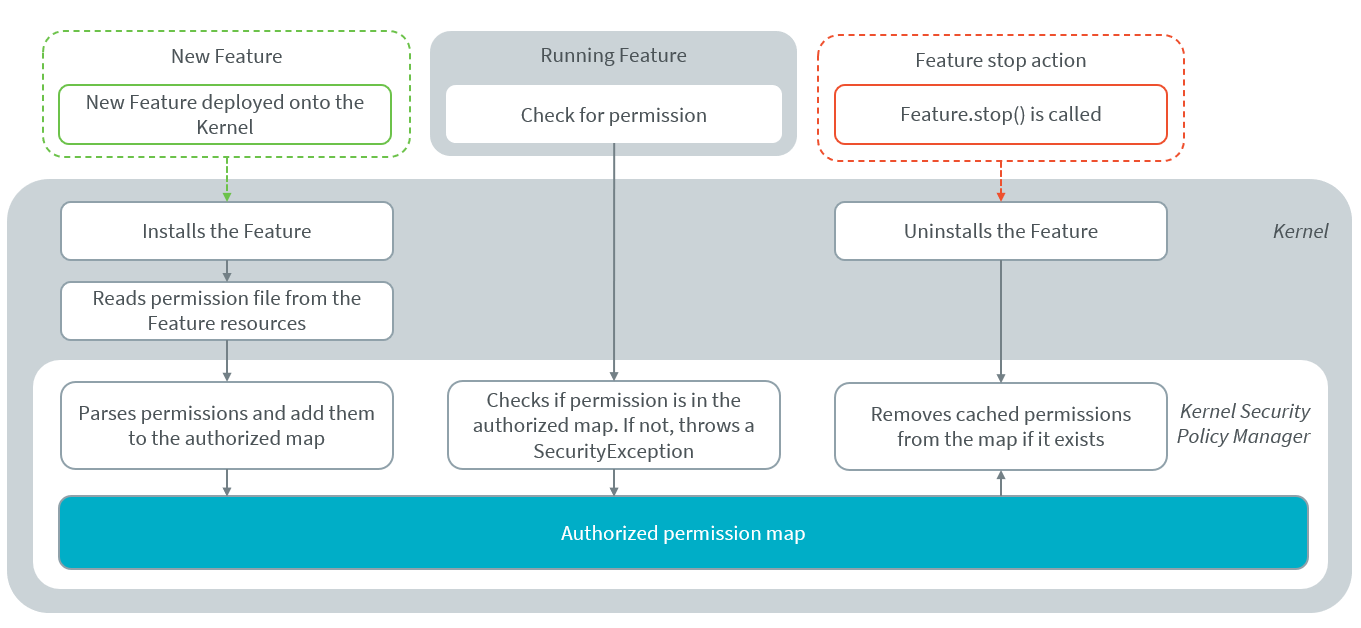 New Feature
New Feature deployed onto the
Kernel
Running Feature
Check for permission
Feature stop action
Feature.stop() is called
Kernel
Installs the Feature
Uninstalls the Feature
Reads permission file from the
Feature resources
Kernel Security
Policy Manager
Parses permissions and add them
to the authorized map
Checks if permission is in the
authorized map. If not, throws a
SecurityException
Removes cached permissions
from the map if it exists
Authorized permission map